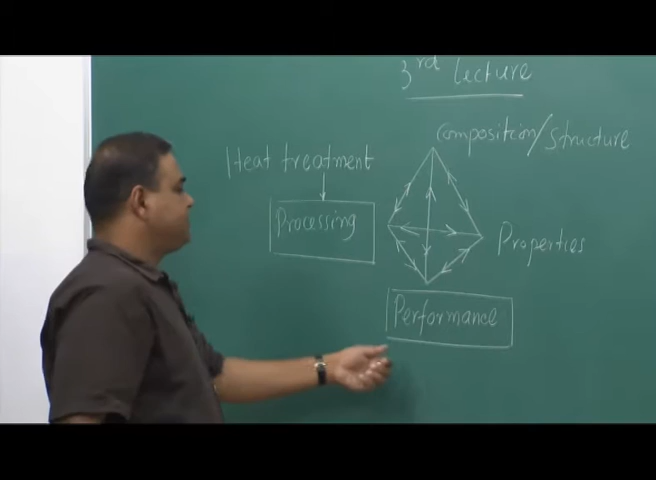 3rd lecture
Composition/Structure
Heat treatment
Processing
Properties
Performance